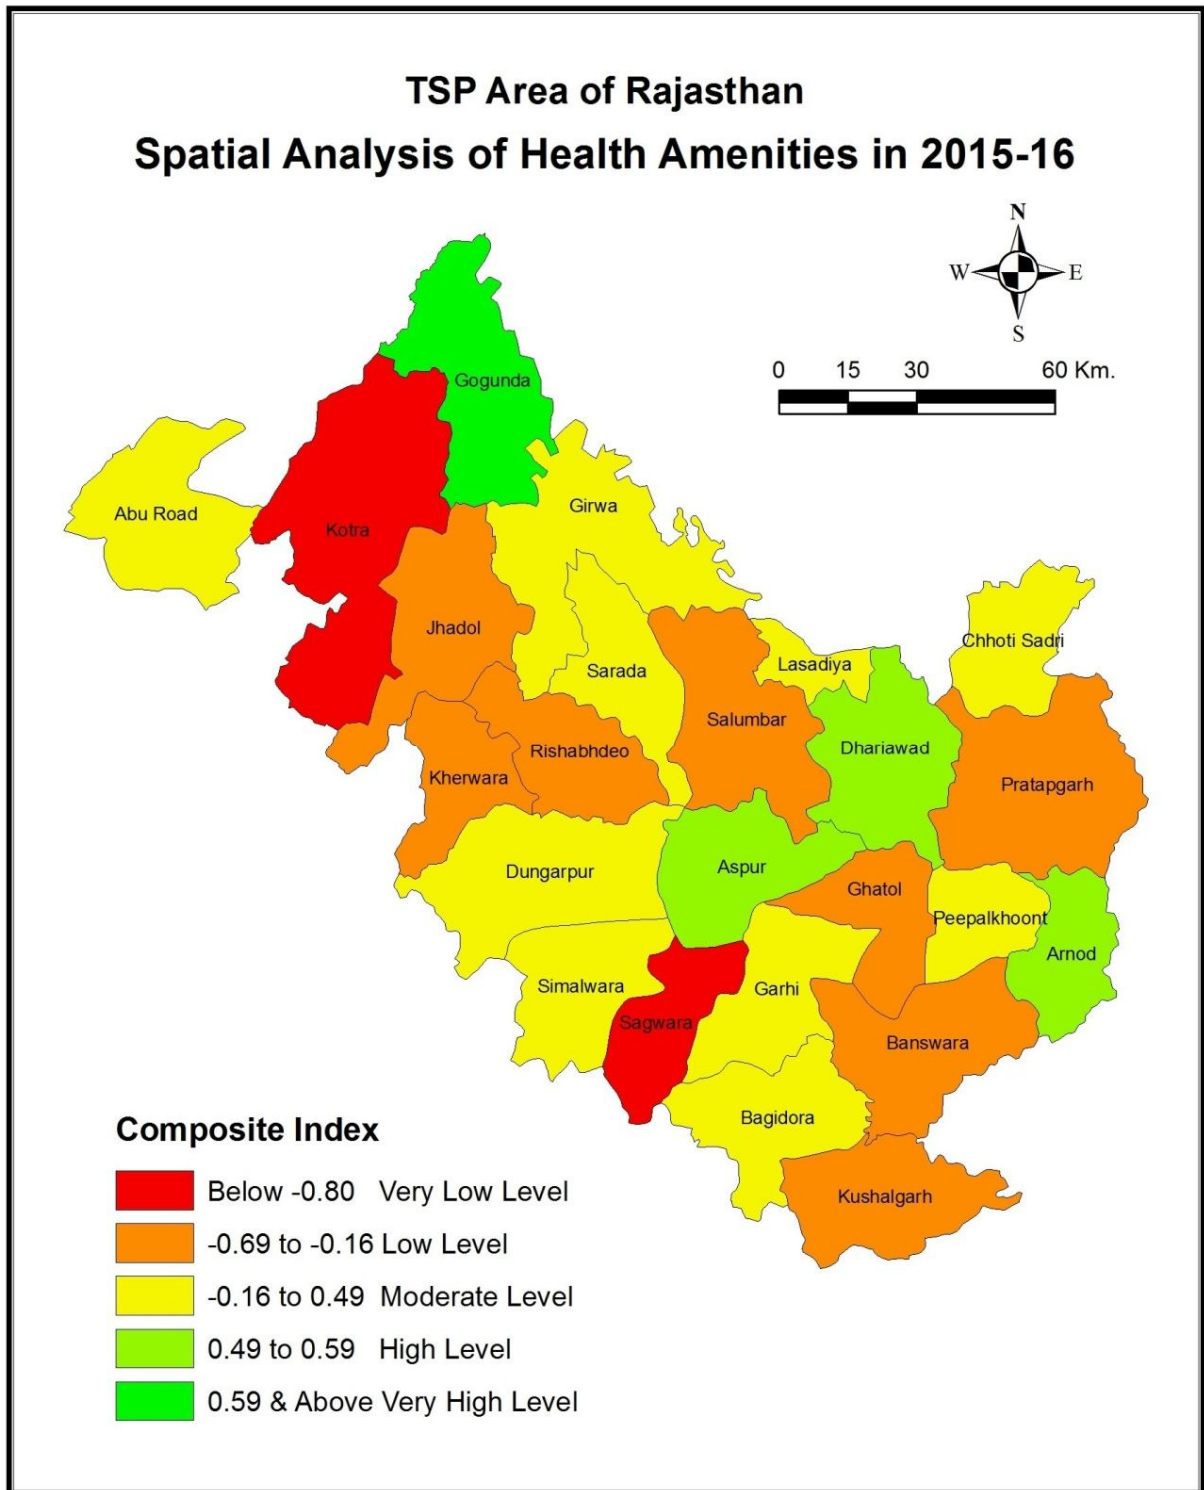 TSP Area of Rajasthan
Spatial Analysis of Health Amenities in 2015-16
N
W E
S
0 15 30 60 Km.
Gogunda
Abu Road
Kotra
Girwa
Jhadol
Sarada
Lasadiya
Chhoti Sadri
Salumbar
Dhariawad
Rishabhdeo
Kherwara
Pratapgarh
Dungarpur
Aspur
Ghatol
Peepalkhoont
Arnod
Simalwara
Garhi
Sagwara
Banswara
Bagidora
Kushalgarh
Composite Index
Below -0.80 Very Low Level
-0.69 to -0.16 Low Level
-0.16 to 0.49 Moderate Level
0.49 to 0.59 High Level
0.59 & Above Very High Level